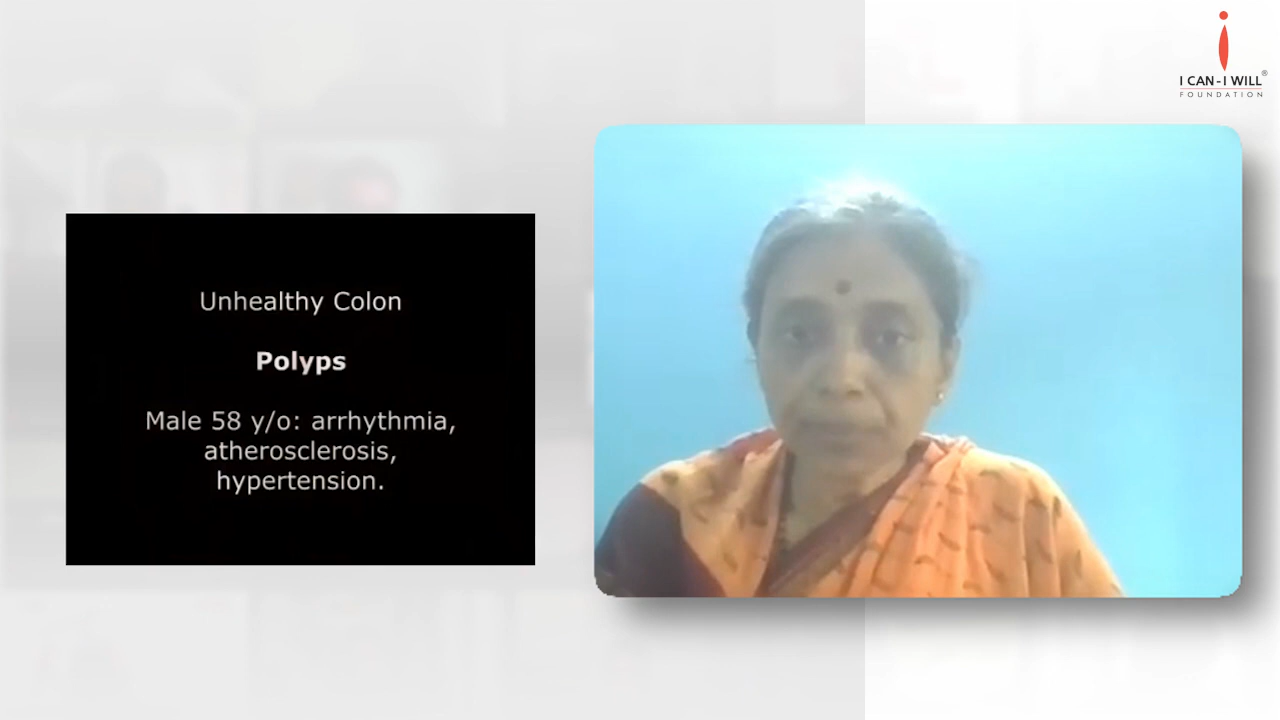 I CAN - I WILL®
FOUNDATION
Unhealthy Colon
Polyps
Male 58 y/o: arrhythmia,
atherosclerosis,
hypertension.